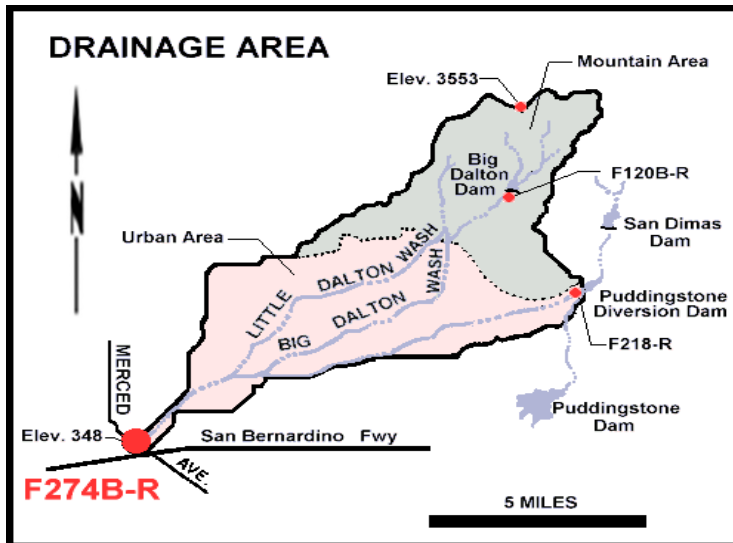 DRAINAGE AREA
Mountain Area
Elev. 3553
Big
Dalton
Dam
F120B-R
N
San Dimas
Dam
Urban Area
LITTLE DALTON WASH
BIG DALTON WASH
Puddingstone
Diversion Dam
F218-R
MERCED
AVE.
Puddingstone
Dam
Elev. 348
San Bernardino Fwy
F274B-R
5 MILES